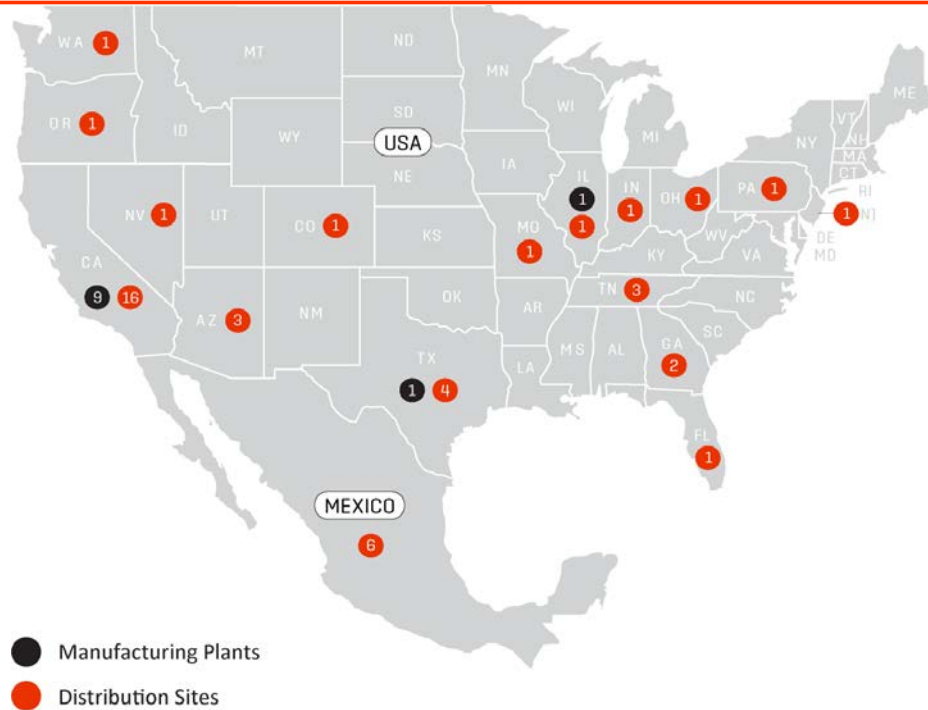 WA 1
MT
ND
MN
ME
OR 1
ID
SD
WI
MI
VT
NH
NY
MA
CT
RI
WY
USA
IA
NE
NV 1
UT
CO 1
KS
MO
1
IL
1
1
IN
1
OH 1
PA 1
1 NJ
DE
MD
WV
VA
KY
CA
9 16
AZ 3
NM
OK
AR
TN 3
NC
SC
MS
AL
GA
2
LA
TX
1 4
FL
1
MEXICO
6
Manufacturing Plants
Distribution Sites